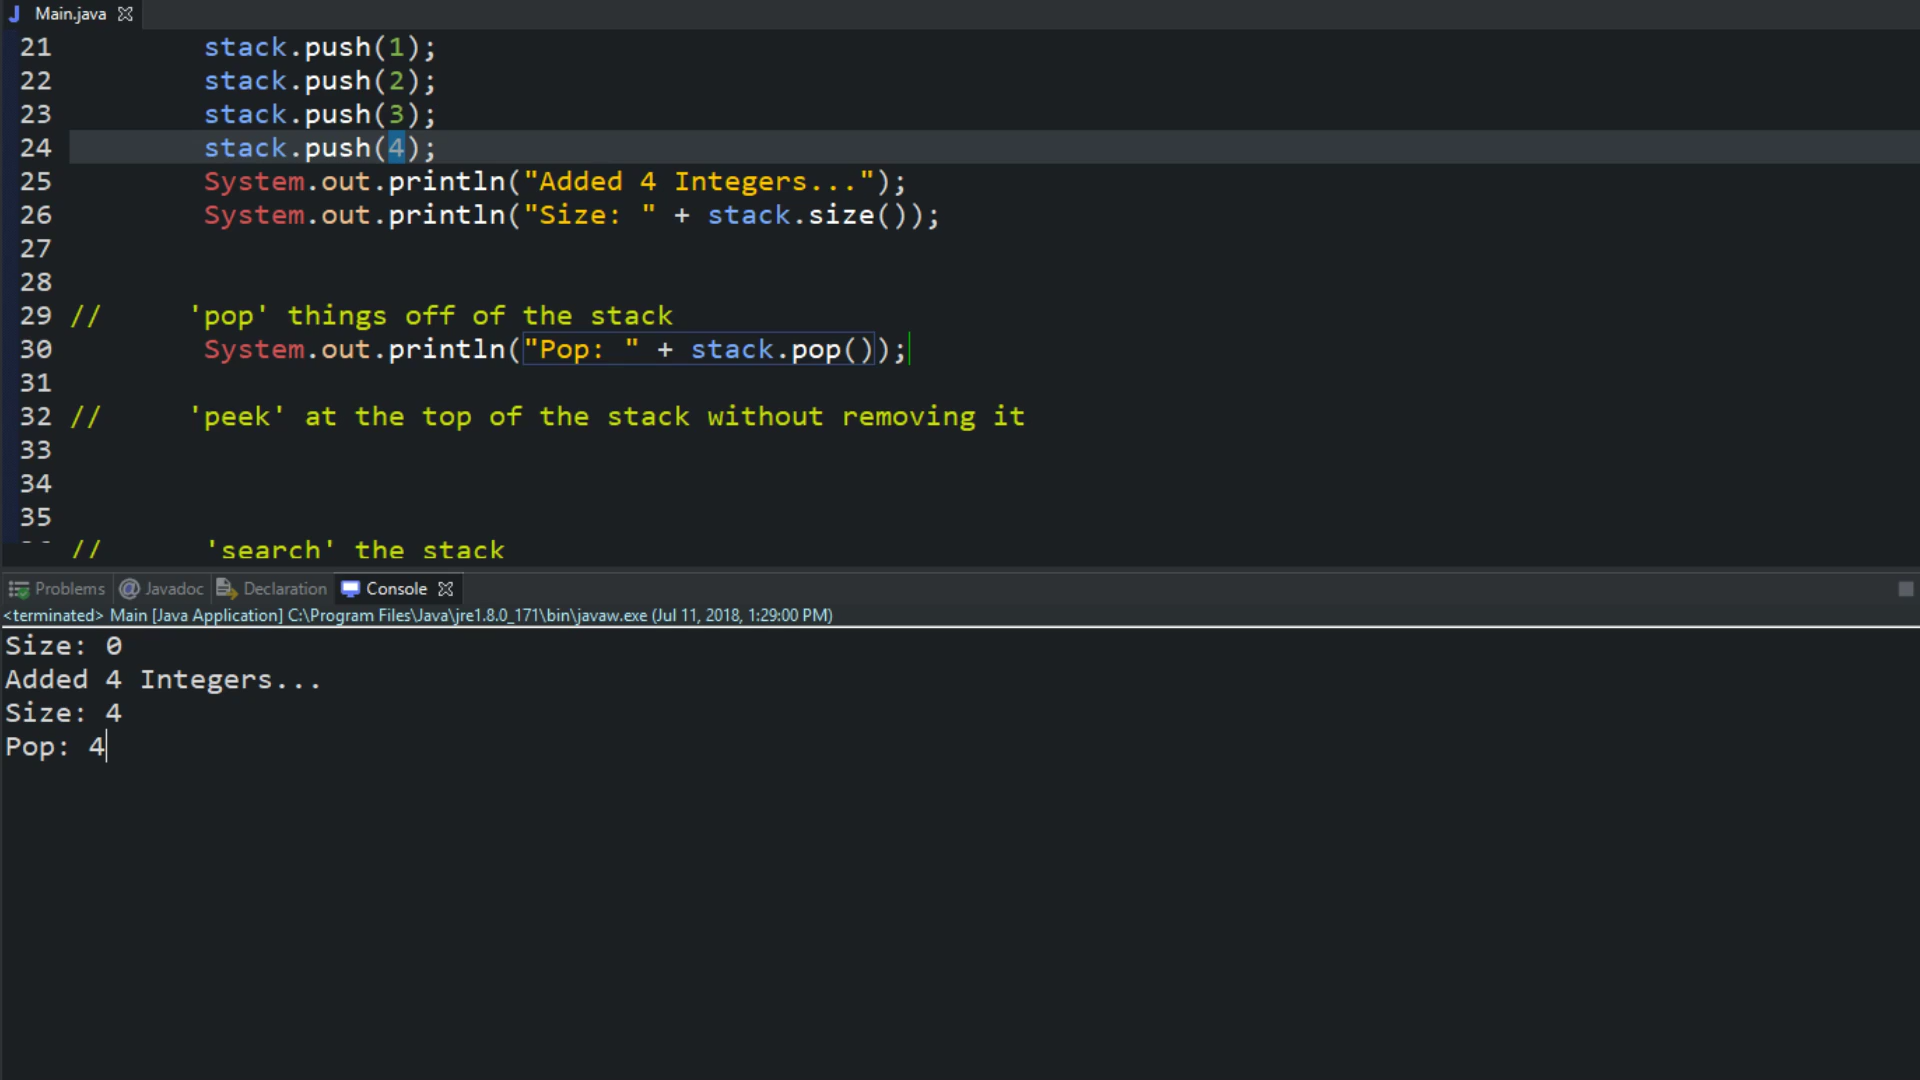 Main.java
21 stack.push(1);
22 stack.push(2);
23 stack.push(3);
24 stack.push(4);
25 System.out.println("Added 4 Integers...");
26 System.out.println("Size: " + stack.size());
27
28
29 // 'pop' things off of the stack
30 System.out.println("Pop: " + stack.pop());
31
32 // 'peek' at the top of the stack without removing it
33
34
35
// 'search' the stack
Problems Javadoc Declaration Console
<terminated> Main [Java Application] C:\Program Files\Java\jre1.8.0_171\bin\javaw.exe (Jul 11, 2018, 1:29:00 PM)
Size: 0
Added 4 Integers...
Size: 4
Pop: 4